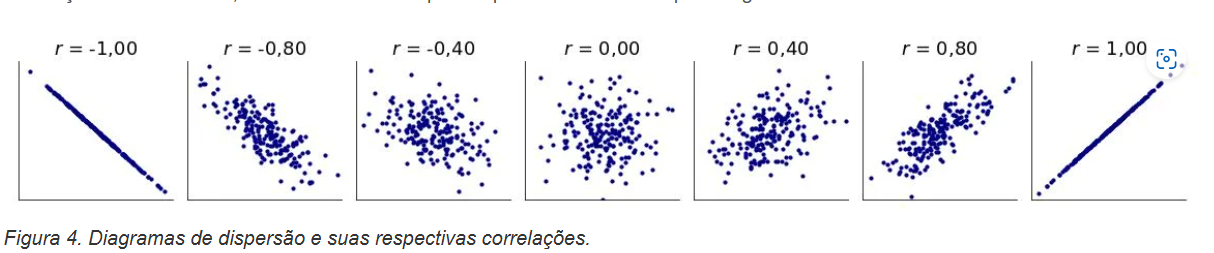 r = -1,00 r = -0,80 r = -0,40 r = 0,00 r = 0,40 r = 0,80 r = 1,00
Figura 4. Diagramas de dispersão e suas respectivas correlações.